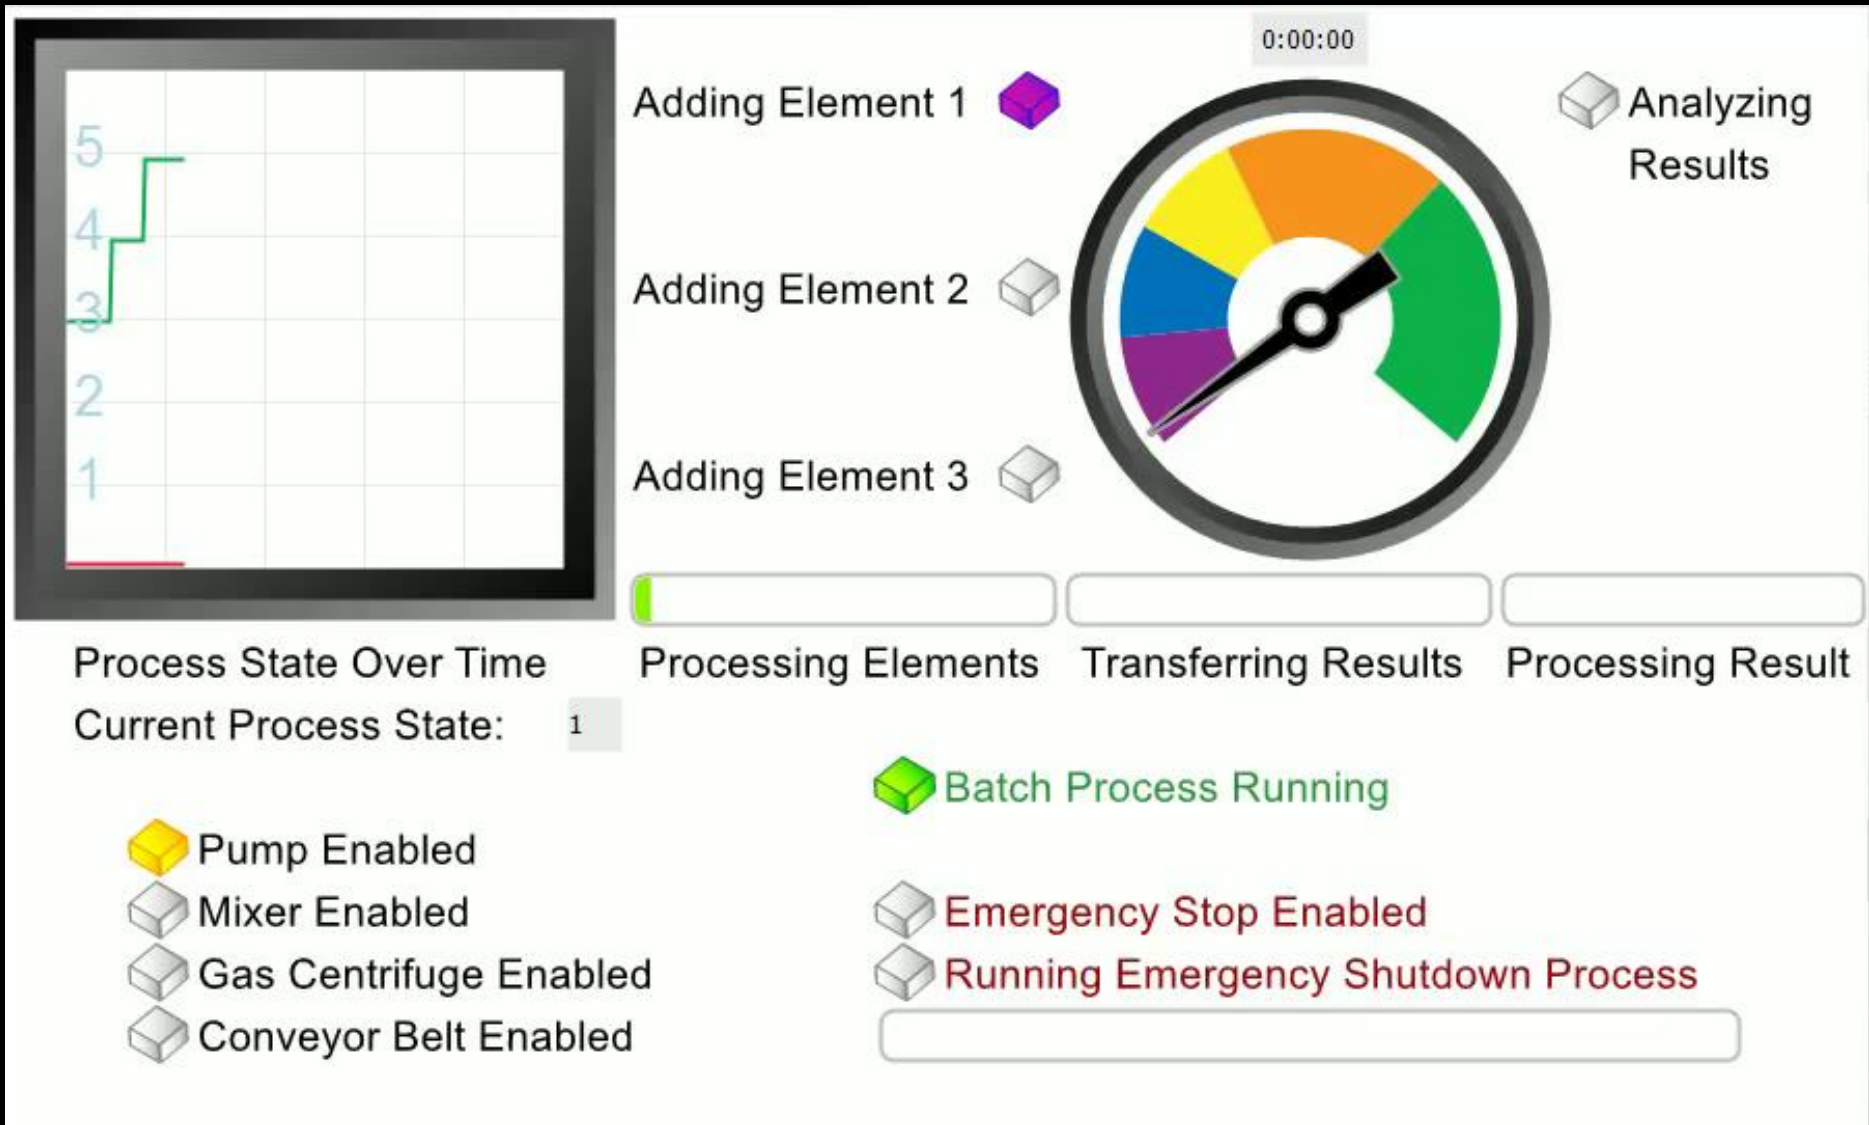 0:00:00
5
4
3
2
1
Adding Element 1
Adding Element 2
Adding Element 3
Analyzing
Results
Process State Over Time
Processing Elements
Transferring Results
Processing Result
Current Process State: 1
Batch Process Running
Pump Enabled
Mixer Enabled
Emergency Stop Enabled
Gas Centrifuge Enabled
Running Emergency Shutdown Process
Conveyor Belt Enabled